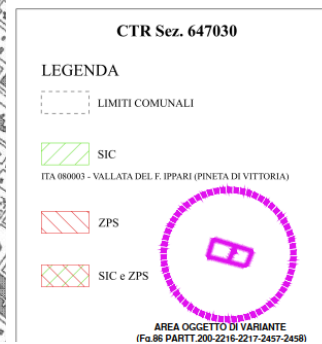 CTR Sez. 647030
LEGENDA
LIMITI COMUNALI
SIC
ITA 080003 - VALLATA DEL F. IPPARI (PINETA DI VITTORIA)
ZPS
SIC e ZPS
AREA OGGETTO DI VARIANTE
(Fg.86 PARTT.200-2216-2217-2457-2458)